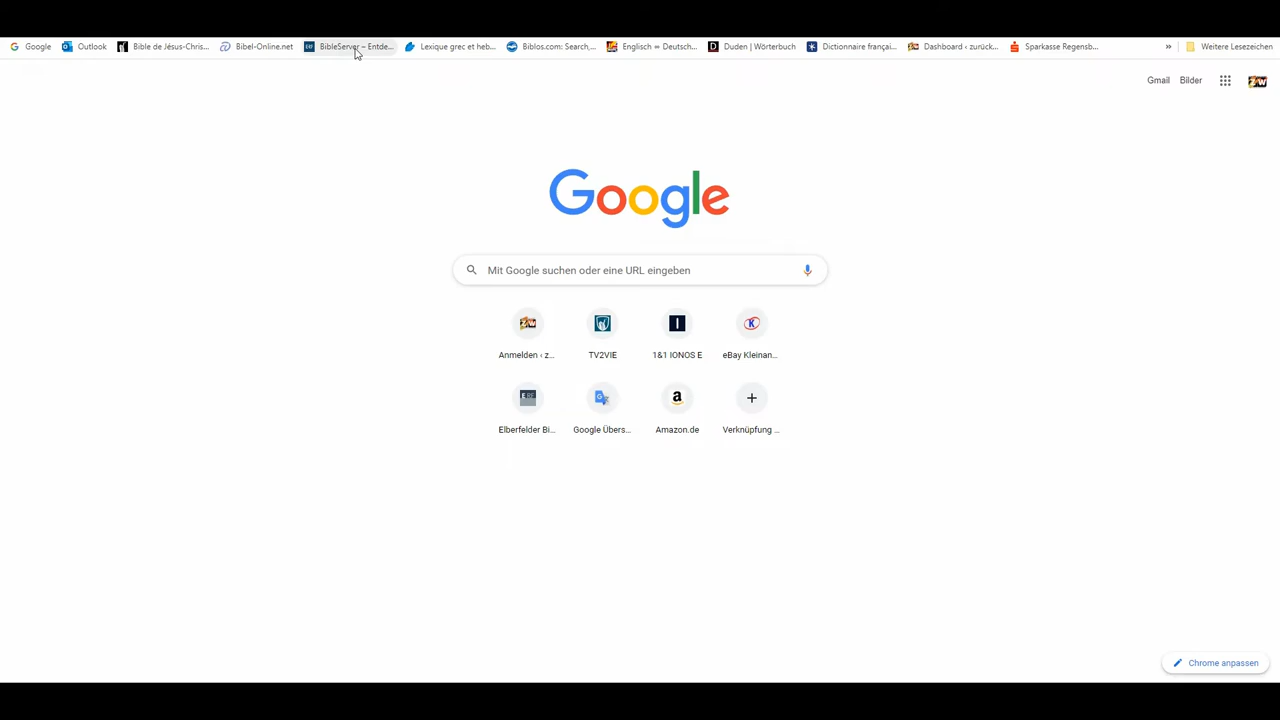 Google Outlook Bible de Jésus-Chris... Bibel-Online.net BibleServer – Entde... Lexique grec et heb... Biblos.com: Search,... Englisch ⇔ Deutsch... Duden | Wörterbuch Dictionnaire françai... Dashboard ‹ zurück... Sparkasse Regensb... » Weitere Lesezeichen
Gmail Bilder
Google
Mit Google suchen oder eine URL eingeben
Anmelden ‹ z... TV2VIE 1&1 IONOS E eBay Kleinan...
Elberfelder Bi... Google Übers... Amazon.de Verknüpfung ...
Chrome anpassen